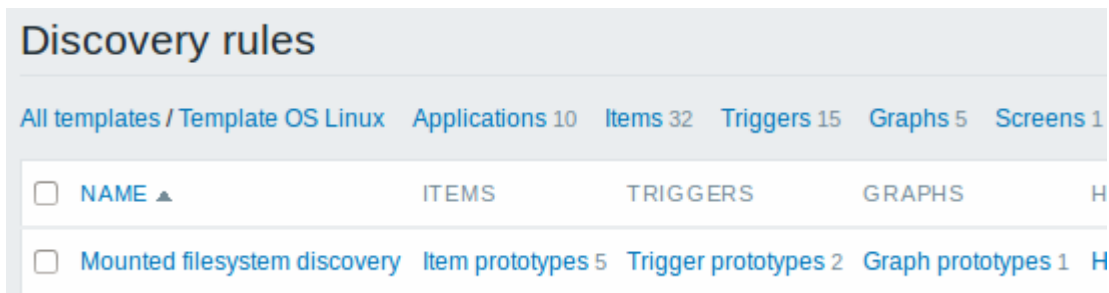 Discovery rules
All templates / Template OS Linux Applications 10 Items 32 Triggers 15 Graphs 5 Screens 1
NAME ▲ ITEMS TRIGGERS GRAPHS H
Mounted filesystem discovery Item prototypes 5 Trigger prototypes 2 Graph prototypes 1 H